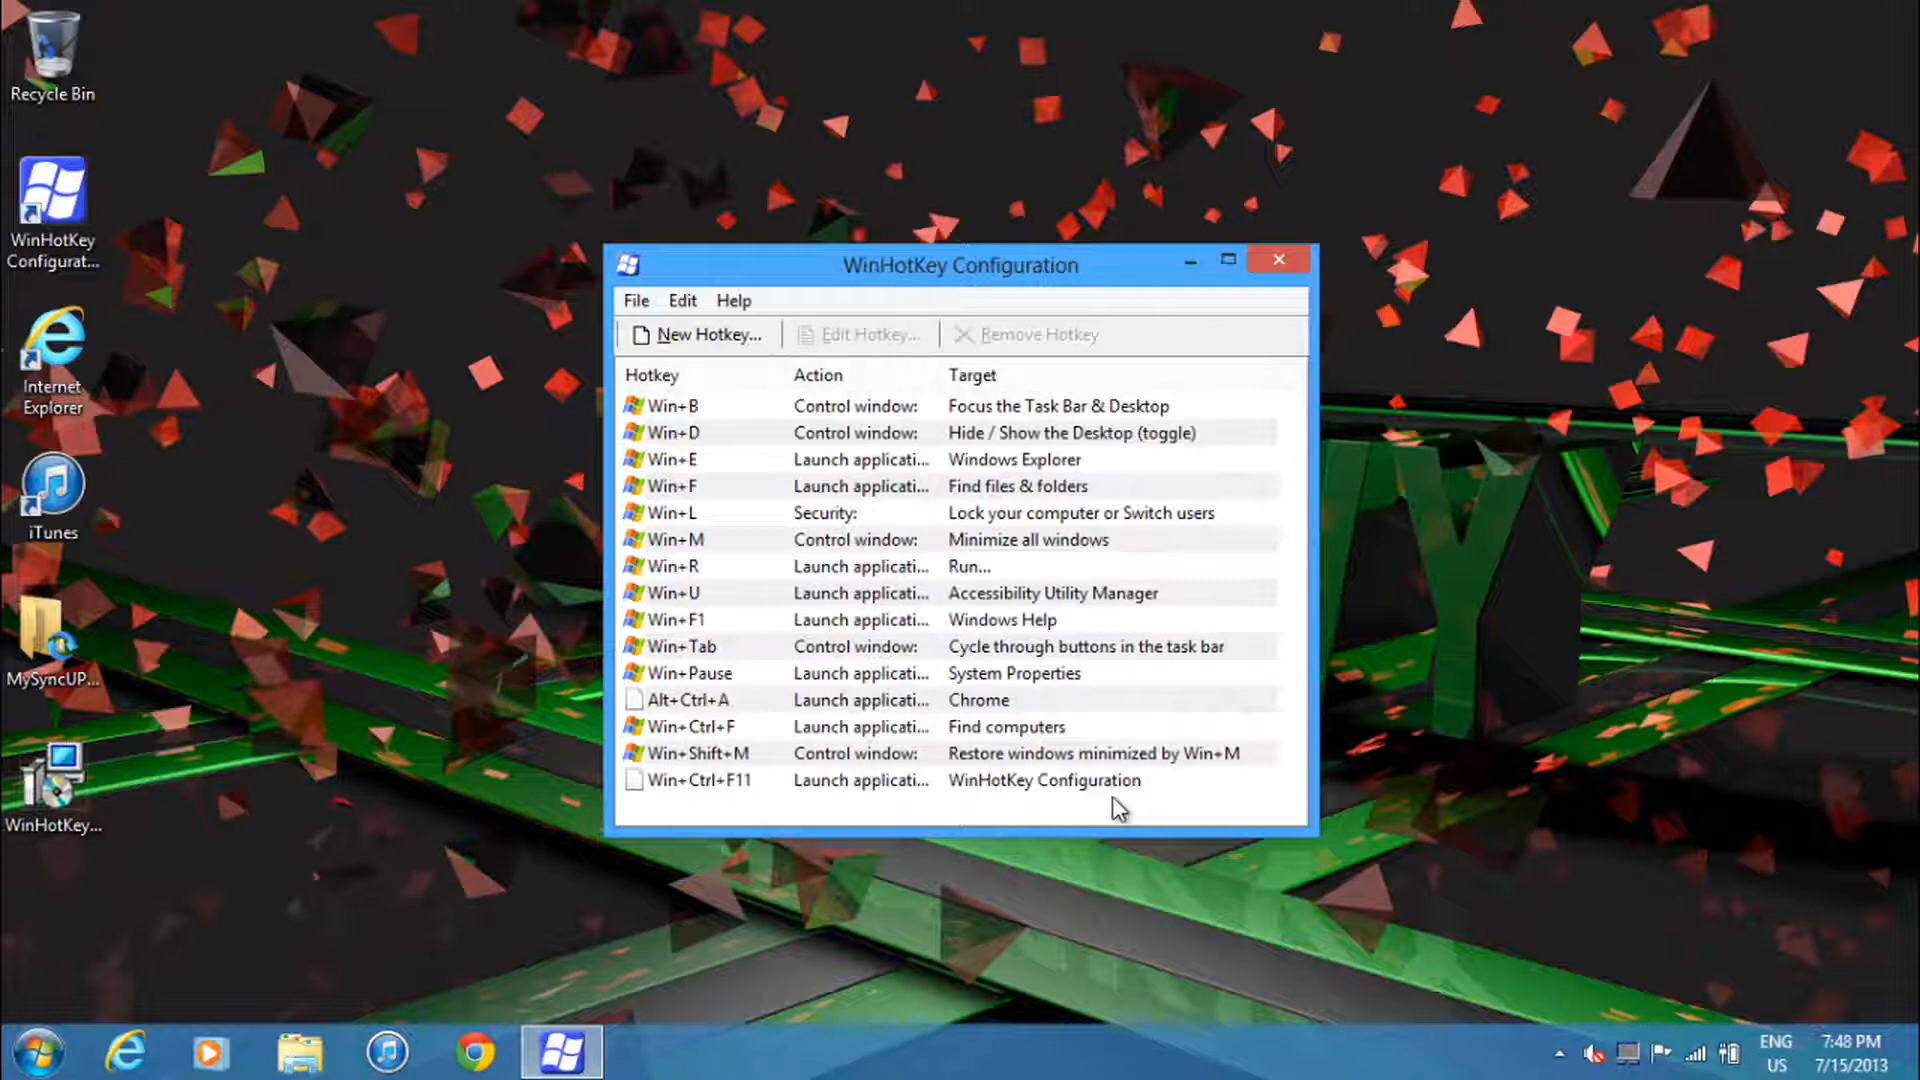 Recycle Bin
WinHotKey
Configurat...
Internet
Explorer
iTunes
MySyncUP...
WinHotKey...
WinHotKey Configuration
File Edit Help
New Hotkey... Edit Hotkey... Remove Hotkey
Hotkey Action Target
Win+B Control window: Focus the Task Bar & Desktop
Win+D Control window: Hide / Show the Desktop (toggle)
Win+E Launch applicati... Windows Explorer
Win+F Launch applicati... Find files & folders
Win+L Security: Lock your computer or Switch users
Win+M Control window: Minimize all windows
Win+R Launch applicati... Run...
Win+U Launch applicati... Accessibility Utility Manager
Win+F1 Launch applicati... Windows Help
Win+Tab Control window: Cycle through buttons in the task bar
Win+Pause Launch applicati... System Properties
Alt+Ctrl+A Launch applicati... Chrome
Win+Ctrl+F Launch applicati... Find computers
Win+Shift+M Control window: Restore windows minimized by Win+M
Win+Ctrl+F11 Launch applicati... WinHotKey Configuration
Y
ENG 7:48 PM
US 7/15/2013